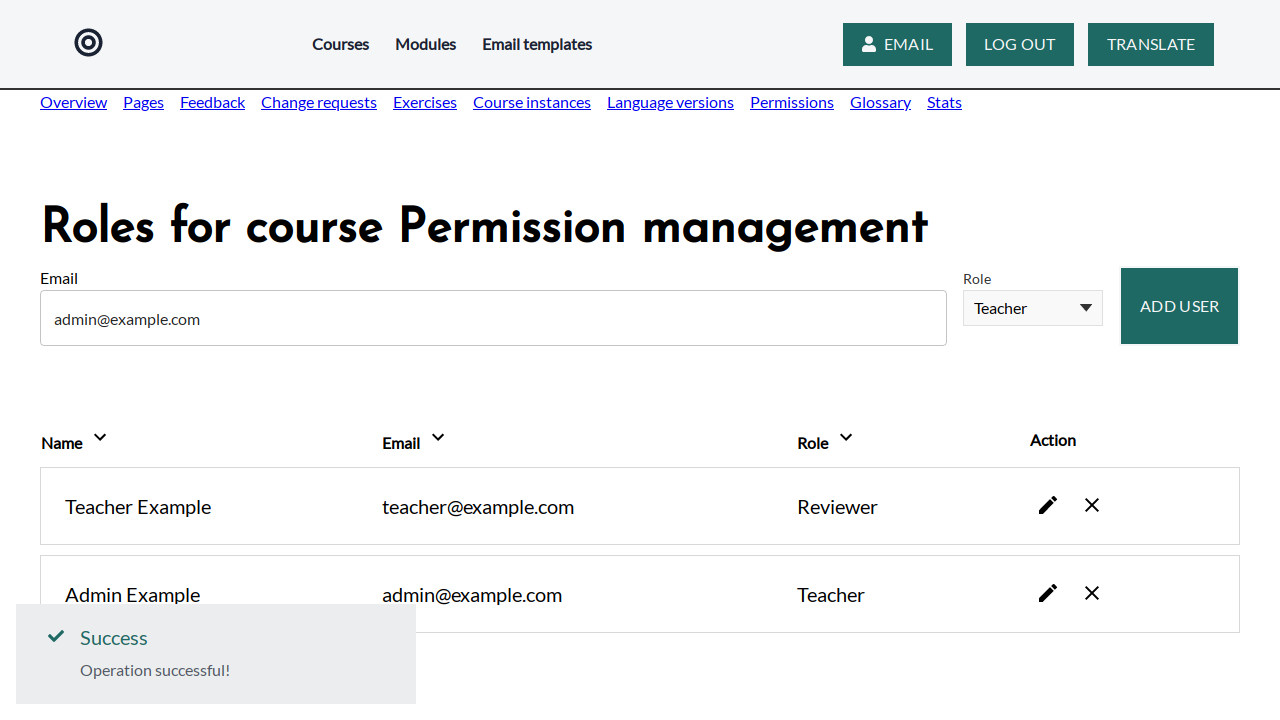 Courses Modules Email templates EMAIL LOG OUT TRANSLATE
Overview Pages Feedback Change requests Exercises Course instances Language versions Permissions Glossary Stats
Roles for course Permission management
Email Role
admin@example.com Teacher ADD USER
Name Email Role Action
Teacher Example teacher@example.com Reviewer
Admin Example admin@example.com Teacher
Success
Operation successful!